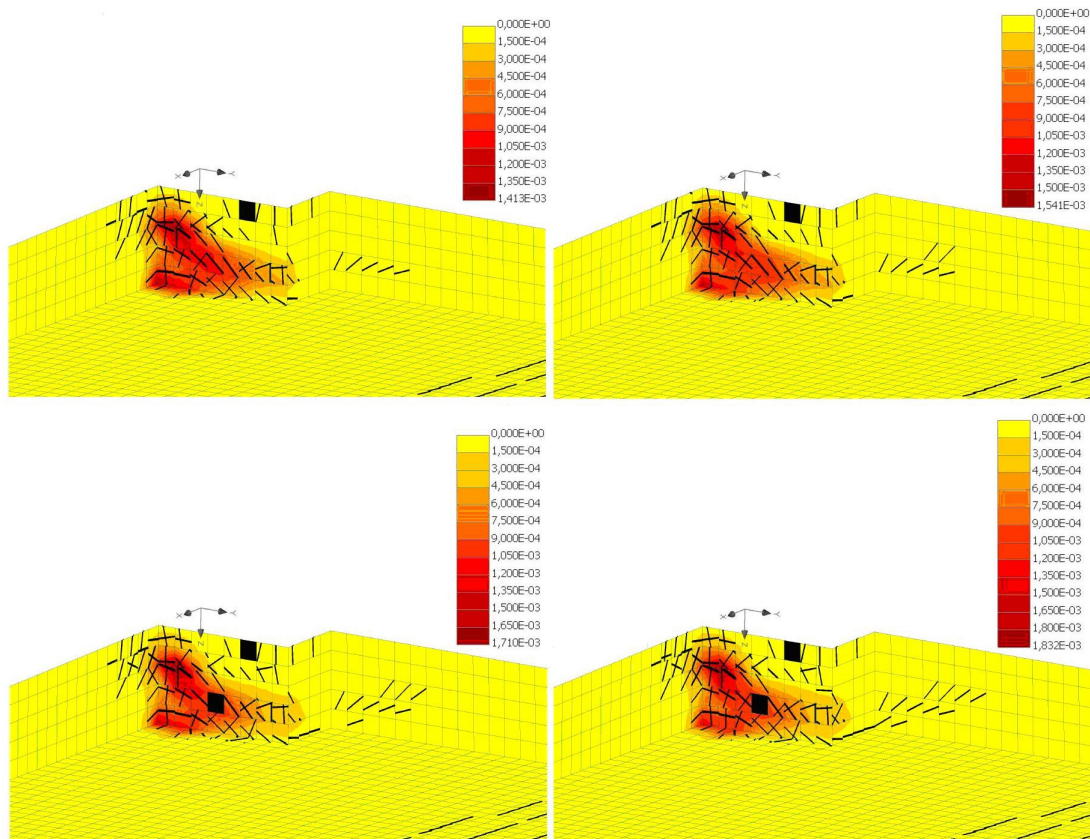 0,000E+00
1,500E-04
3,000E-04
4,500E-04
6,000E-04
7,500E-04
9,000E-04
1,050E-03
1,200E-03
1,350E-03
1,413E-03
X
Y
Z
0,000E+00
1,500E-04
3,000E-04
4,500E-04
6,000E-04
7,500E-04
9,000E-04
1,050E-03
1,200E-03
1,350E-03
1,500E-03
1,541E-03
X
Y
Z
0,000E+00
1,500E-04
3,000E-04
4,500E-04
6,000E-04
7,500E-04
9,000E-04
1,050E-03
1,200E-03
1,350E-03
1,500E-03
1,650E-03
1,710E-03
X
Y
Z
0,000E+00
1,500E-04
3,000E-04
4,500E-04
6,000E-04
7,500E-04
9,000E-04
1,050E-03
1,200E-03
1,350E-03
1,500E-03
1,650E-03
1,800E-03
1,832E-03
X
Y
Z